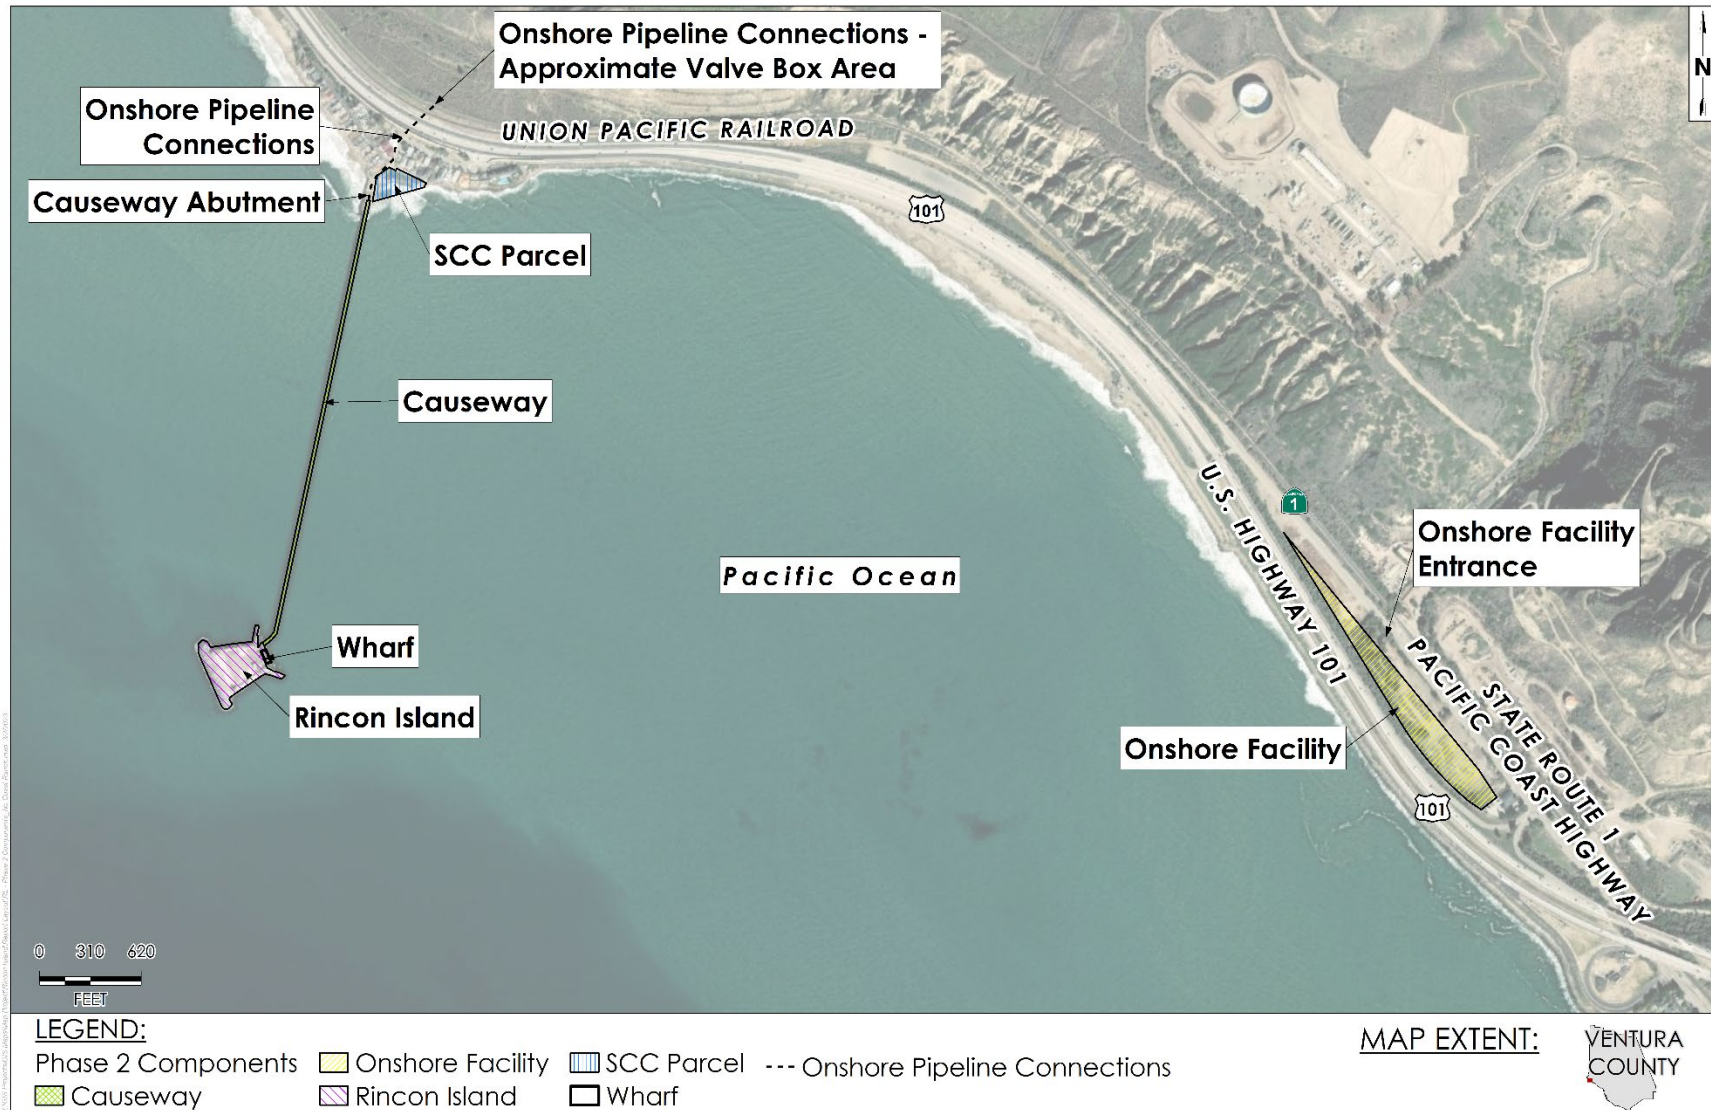 Onshore Pipeline Connections -
Approximate Valve Box Area
N
Onshore Pipeline
Connections
UNION PACIFIC RAILROAD
Causeway Abutment
101
SCC Parcel
Causeway
U.S. HIGHWAY 101
1
Onshore Facility
Entrance
Pacific Ocean
Wharf
Rincon Island
Onshore Facility
STATE ROUTE 1
PACIFIC COAST HIGHWAY
101
0 310 620
FEET
LEGEND:
Phase 2 Components
Onshore Facility
SCC Parcel
Onshore Pipeline Connections
Causeway
Rincon Island
Wharf
MAP EXTENT:
VENTURA
COUNTY